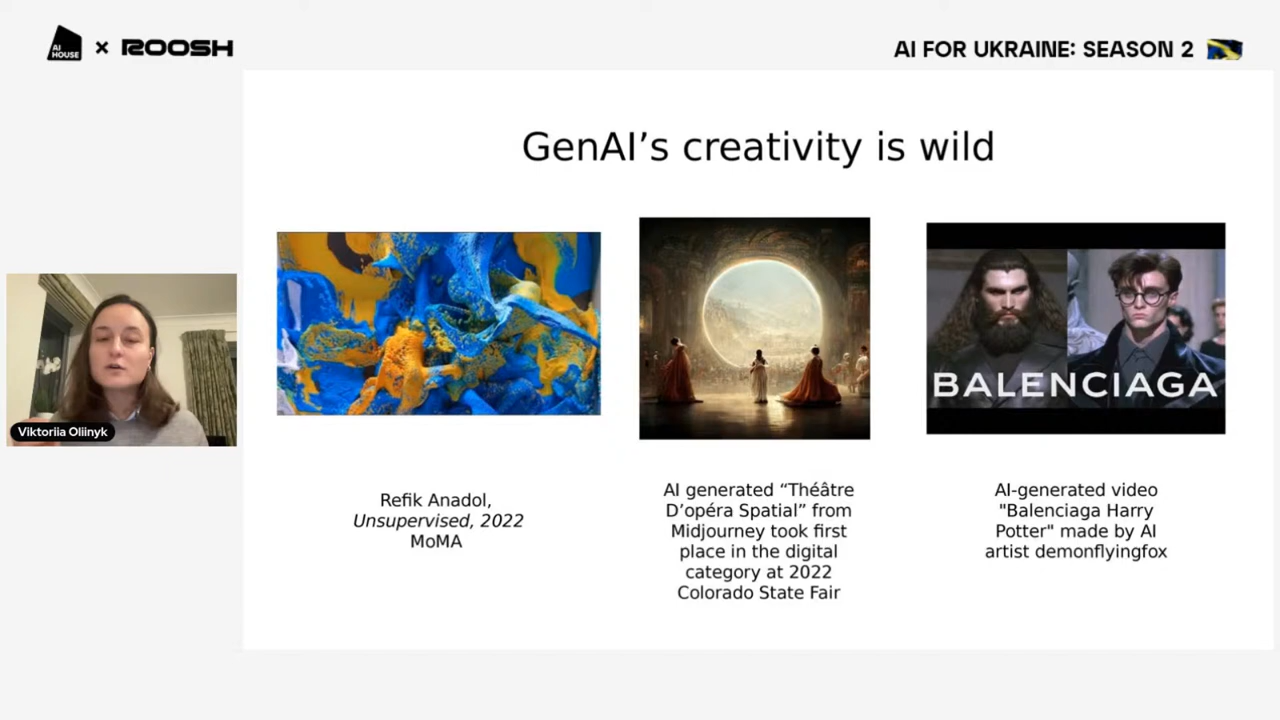 AI HOUSE × ROOSH
AI FOR UKRAINE: SEASON 2
GenAI’s creativity is wild
BALENCIAGA
Viktoriia Oliinyk
Refik Anadol,
Unsupervised, 2022
MoMA
AI generated “Théâtre
D’opéra Spatial” from
Midjourney took first
place in the digital
category at 2022
Colorado State Fair
AI-generated video
"Balenciaga Harry
Potter" made by AI
artist demonflyingfox